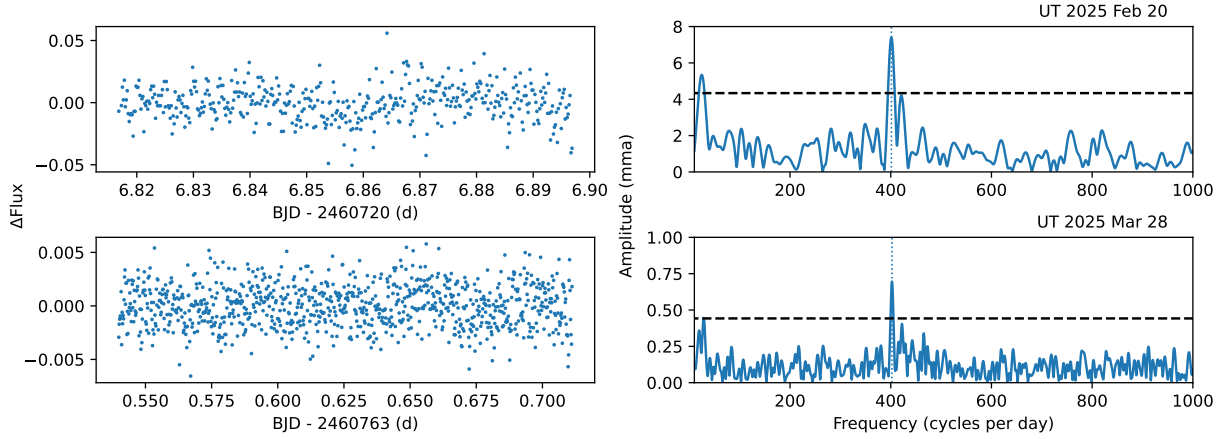 UT 2025 Feb 20
0.05
0.00
−0.05
6.82 6.83 6.84 6.85 6.86 6.87 6.88 6.89 6.90
BJD - 2460720 (d)
8
6
4
2
0
200 400 600 800 1000
ΔFlux
Amplitude (mma)
UT 2025 Mar 28
0.005
0.000
−0.005
0.550 0.575 0.600 0.625 0.650 0.675 0.700
BJD - 2460763 (d)
1.00
0.75
0.50
0.25
0.00
200 400 600 800 1000
Frequency (cycles per day)